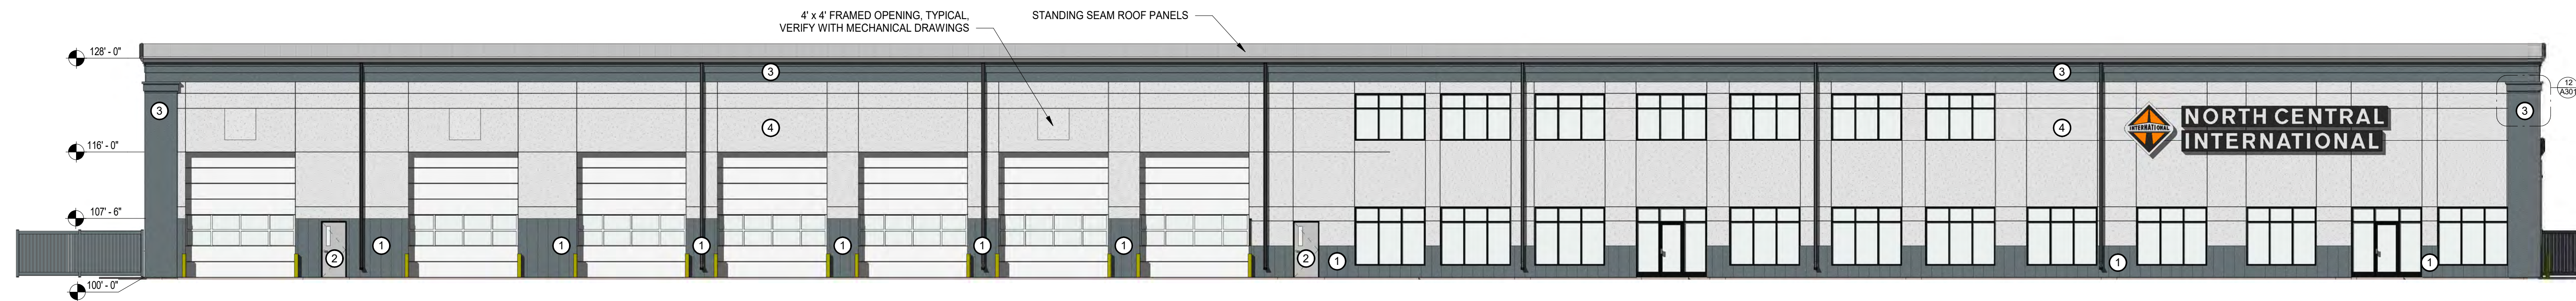 4' x 4' FRAMED OPENING, TYPICAL,
VERIFY WITH MECHANICAL DRAWINGS
STANDING SEAM ROOF PANELS
128' - 0"
3
3
12
A301
3
3
4
4
INTERNATIONAL
NORTH CENTRAL
INTERNATIONAL
116' - 0"
107' - 6"
1
1
1
1
1
1
2
2
1
1
1
100' - 0"